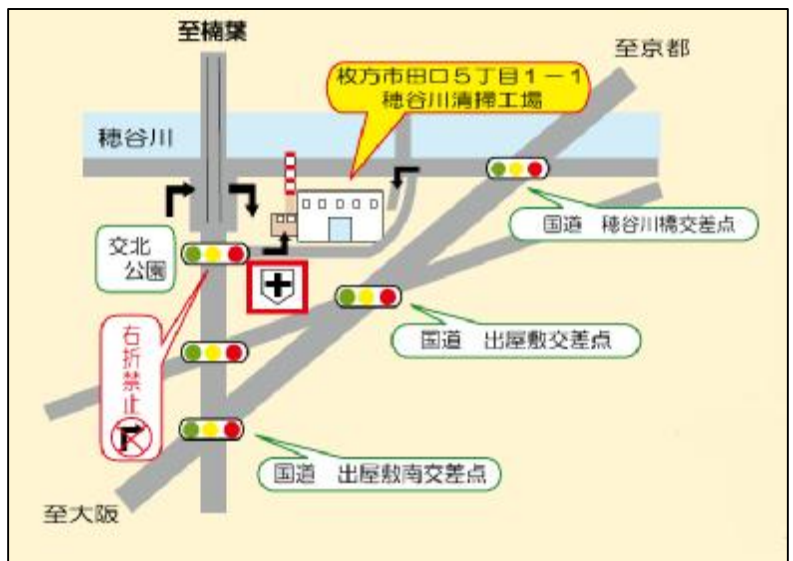 至楠葉
至京都
枚方市田口5丁目1−1
穂谷川清掃工場
穂谷川
国道　穂谷川橋交差点
交北
公園
国道　出屋敷交差点
右折禁止
国道　出屋敷南交差点
至大阪